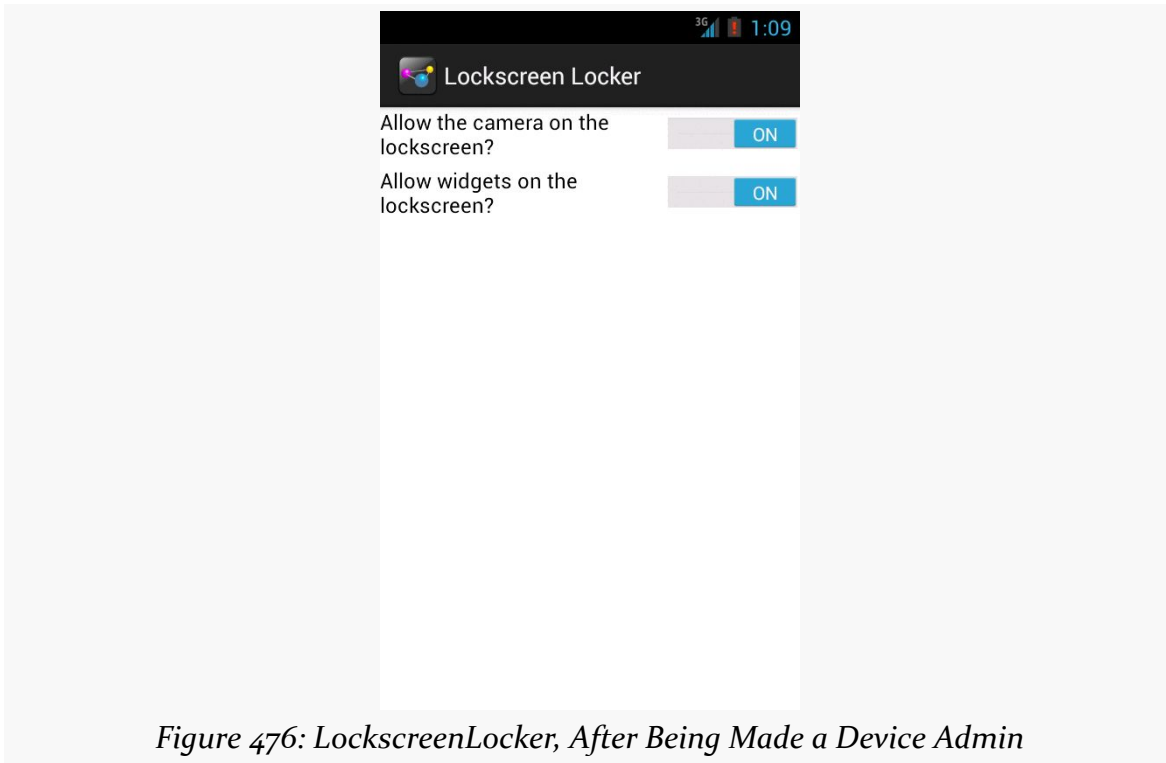 3G 1:09
Lockscreen Locker
Allow the camera on the
lockscreen?
ON
Allow widgets on the
lockscreen?
ON
Figure 476: LockscreenLocker, After Being Made a Device Admin